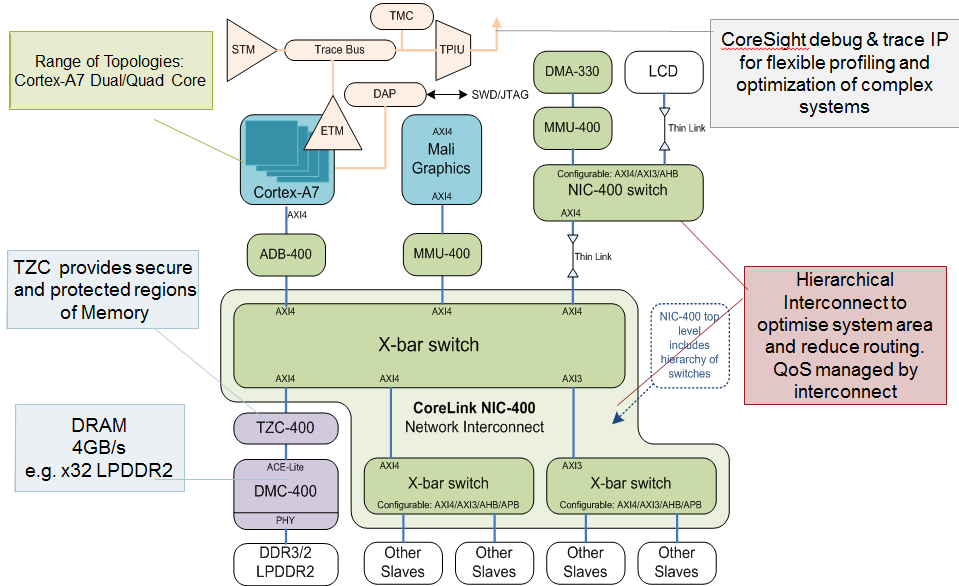 Range of Topologies:
Cortex-A7 Dual/Quad Core
STM
Trace Bus
TMC
TPIU
CoreSight debug & trace IP
for flexible profiling and
optimization of complex
systems
DAP
SWD/JTAG
ETM
Cortex-A7
AXI4
AXI4
Mali
Graphics
AXI4
DMA-330
LCD
MMU-400
Thin Link
Configurable: AXI4/AXI3/AHB
NIC-400 switch
AXI4
ADB-400
MMU-400
Thin Link
TZC provides secure
and protected regions
of Memory
Hierarchical
Interconnect to
optimise system area
and reduce routing.
QoS managed by
interconnect
AXI4
AXI4
AXI4
X-bar switch
AXI4
AXI4
AXI3
NIC-400 top
level
includes
hierarchy of
switches
CoreLink NIC-400
Network Interconnect
DRAM
4GB/s
e.g. x32 LPDDR2
TZC-400
ACE-Lite
DMC-400
PHY
DDR3/2
LPDDR2
AXI4
X-bar switch
Configurable: AXI4/AXI3/AHB/APB
AXI3
X-bar switch
Configurable: AXI4/AXI3/AHB/APB
Other
Slaves
Other
Slaves
Other
Slaves
Other
Slaves